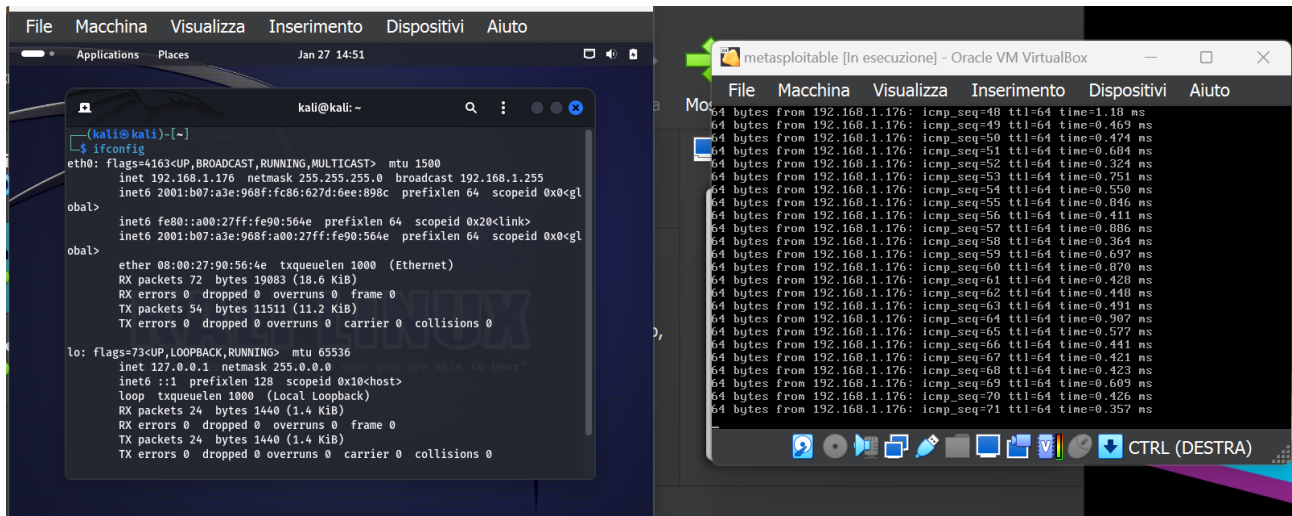 File Macchina Visualizza Inserimento Dispositivi Aiuto
Applications Places Jan 27 14:51
kali@kali: ~
(kali㉿kali)-[~]
$ ifconfig
eth0: flags=4163<UP,BROADCAST,RUNNING,MULTICAST> mtu 1500
inet 192.168.1.176 netmask 255.255.255.0 broadcast 192.168.1.255
inet6 2001:b07:a3e:968f:fc86:627d:6ee:898c prefixlen 64 scopeid 0x0<gl
obal>
inet6 fe80::a00:27ff:fe90:564e prefixlen 64 scopeid 0x20<link>
inet6 2001:b07:a3e:968f:a00:27ff:fe90:564e prefixlen 64 scopeid 0x0<gl
obal>
ether 08:00:27:90:56:4e txqueuelen 1000 (Ethernet)
RX packets 72 bytes 19083 (18.6 KiB)
RX errors 0 dropped 0 overruns 0 frame 0
TX packets 54 bytes 11511 (11.2 KiB)
TX errors 0 dropped 0 overruns 0 carrier 0 collisions 0
lo: flags=73<UP,LOOPBACK,RUNNING> mtu 65536
inet 127.0.0.1 netmask 255.0.0.0
inet6 ::1 prefixlen 128 scopeid 0x10<host>
loop txqueuelen 1000 (Local Loopback)
RX packets 24 bytes 1440 (1.4 KiB)
RX errors 0 dropped 0 overruns 0 frame 0
TX packets 24 bytes 1440 (1.4 KiB)
TX errors 0 dropped 0 overruns 0 carrier 0 collisions 0
KALI LINUX
metasploitable [In esecuzione] - Oracle VM VirtualBox
File Macchina Visualizza Inserimento Dispositivi Aiuto
64 bytes from 192.168.1.176: icmp_seq=48 ttl=64 time=1.18 ms
64 bytes from 192.168.1.176: icmp_seq=49 ttl=64 time=0.469 ms
64 bytes from 192.168.1.176: icmp_seq=50 ttl=64 time=0.474 ms
64 bytes from 192.168.1.176: icmp_seq=51 ttl=64 time=0.684 ms
64 bytes from 192.168.1.176: icmp_seq=52 ttl=64 time=0.324 ms
64 bytes from 192.168.1.176: icmp_seq=53 ttl=64 time=0.751 ms
64 bytes from 192.168.1.176: icmp_seq=54 ttl=64 time=0.550 ms
64 bytes from 192.168.1.176: icmp_seq=55 ttl=64 time=0.846 ms
64 bytes from 192.168.1.176: icmp_seq=56 ttl=64 time=0.411 ms
64 bytes from 192.168.1.176: icmp_seq=57 ttl=64 time=0.886 ms
64 bytes from 192.168.1.176: icmp_seq=58 ttl=64 time=0.364 ms
64 bytes from 192.168.1.176: icmp_seq=59 ttl=64 time=0.697 ms
64 bytes from 192.168.1.176: icmp_seq=60 ttl=64 time=0.870 ms
64 bytes from 192.168.1.176: icmp_seq=61 ttl=64 time=0.428 ms
64 bytes from 192.168.1.176: icmp_seq=62 ttl=64 time=0.448 ms
64 bytes from 192.168.1.176: icmp_seq=63 ttl=64 time=0.491 ms
64 bytes from 192.168.1.176: icmp_seq=64 ttl=64 time=0.907 ms
64 bytes from 192.168.1.176: icmp_seq=65 ttl=64 time=0.577 ms
64 bytes from 192.168.1.176: icmp_seq=66 ttl=64 time=0.441 ms
64 bytes from 192.168.1.176: icmp_seq=67 ttl=64 time=0.421 ms
64 bytes from 192.168.1.176: icmp_seq=68 ttl=64 time=0.423 ms
64 bytes from 192.168.1.176: icmp_seq=69 ttl=64 time=0.609 ms
64 bytes from 192.168.1.176: icmp_seq=70 ttl=64 time=0.426 ms
64 bytes from 192.168.1.176: icmp_seq=71 ttl=64 time=0.357 ms
CTRL (DESTRA)